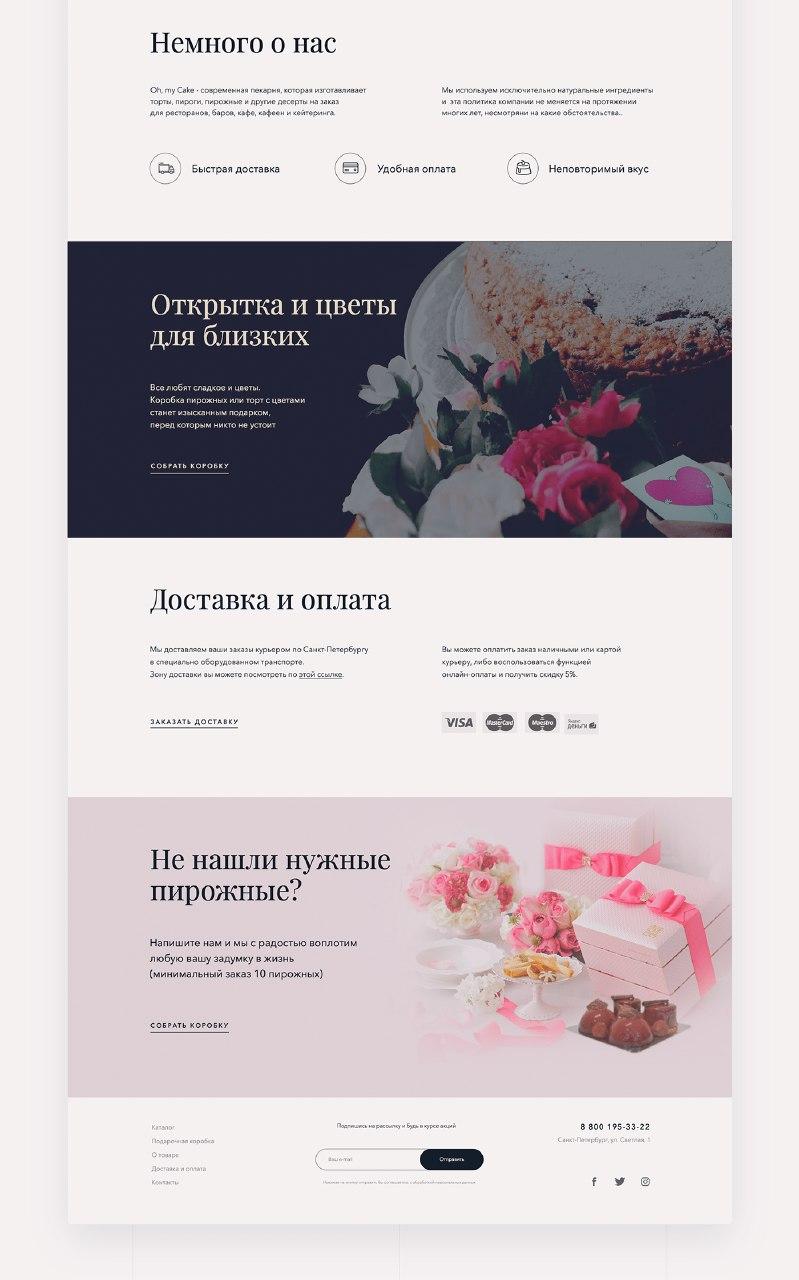 Немного о нас
Oh, my Cake - современная пекарня, которая изготавливает
торты, пироги, пирожные и другие десерты на заказ
для ресторанов, баров, кафе, кафеен и кейтеринга.
Мы используем исключительно натуральные ингредиенты
и эта политика компании не меняется на протяжении
многих лет, несмотряни на какие обстоятельства..
Быстрая доставка
Удобная оплата
Неповторимый вкус
Открытка и цветы
для близких
Все любят сладкое и цветы.
Коробка пирожных или торт с цветами
станет изысканным подарком,
перед которым никто не устоит
СОБРАТЬ КОРОБКУ
Доставка и оплата
Мы доставляем ваши заказы курьером по Санкт-Петербургу
в специально оборудованном транспорте.
Зону доставки вы можете посмотреть по этой ссылке.
ЗАКАЗАТЬ ДОСТАВКУ
Вы можете оплатить заказ наличными или картой
курьеру, либо воспользоваться функцией
онлайн-оплаты и получить скидку 5%.
VISA
MasterCard
Maestro
Яндекс
деньги
Не нашли нужные
пирожные?
Напишите нам и мы с радостью воплотим
любую вашу задумку в жизнь
(минимальный заказ 10 пирожных)
СОБРАТЬ КОРОБКУ
Каталог
Подарочная коробка
О товаре
Доставка и оплата
Контакты
Подпишись на рассылку и будь в курсе акций
Ваш e-mail
Отправить
8 800 195-33-22
Санкт-Петербург, ул. Светлая, 1